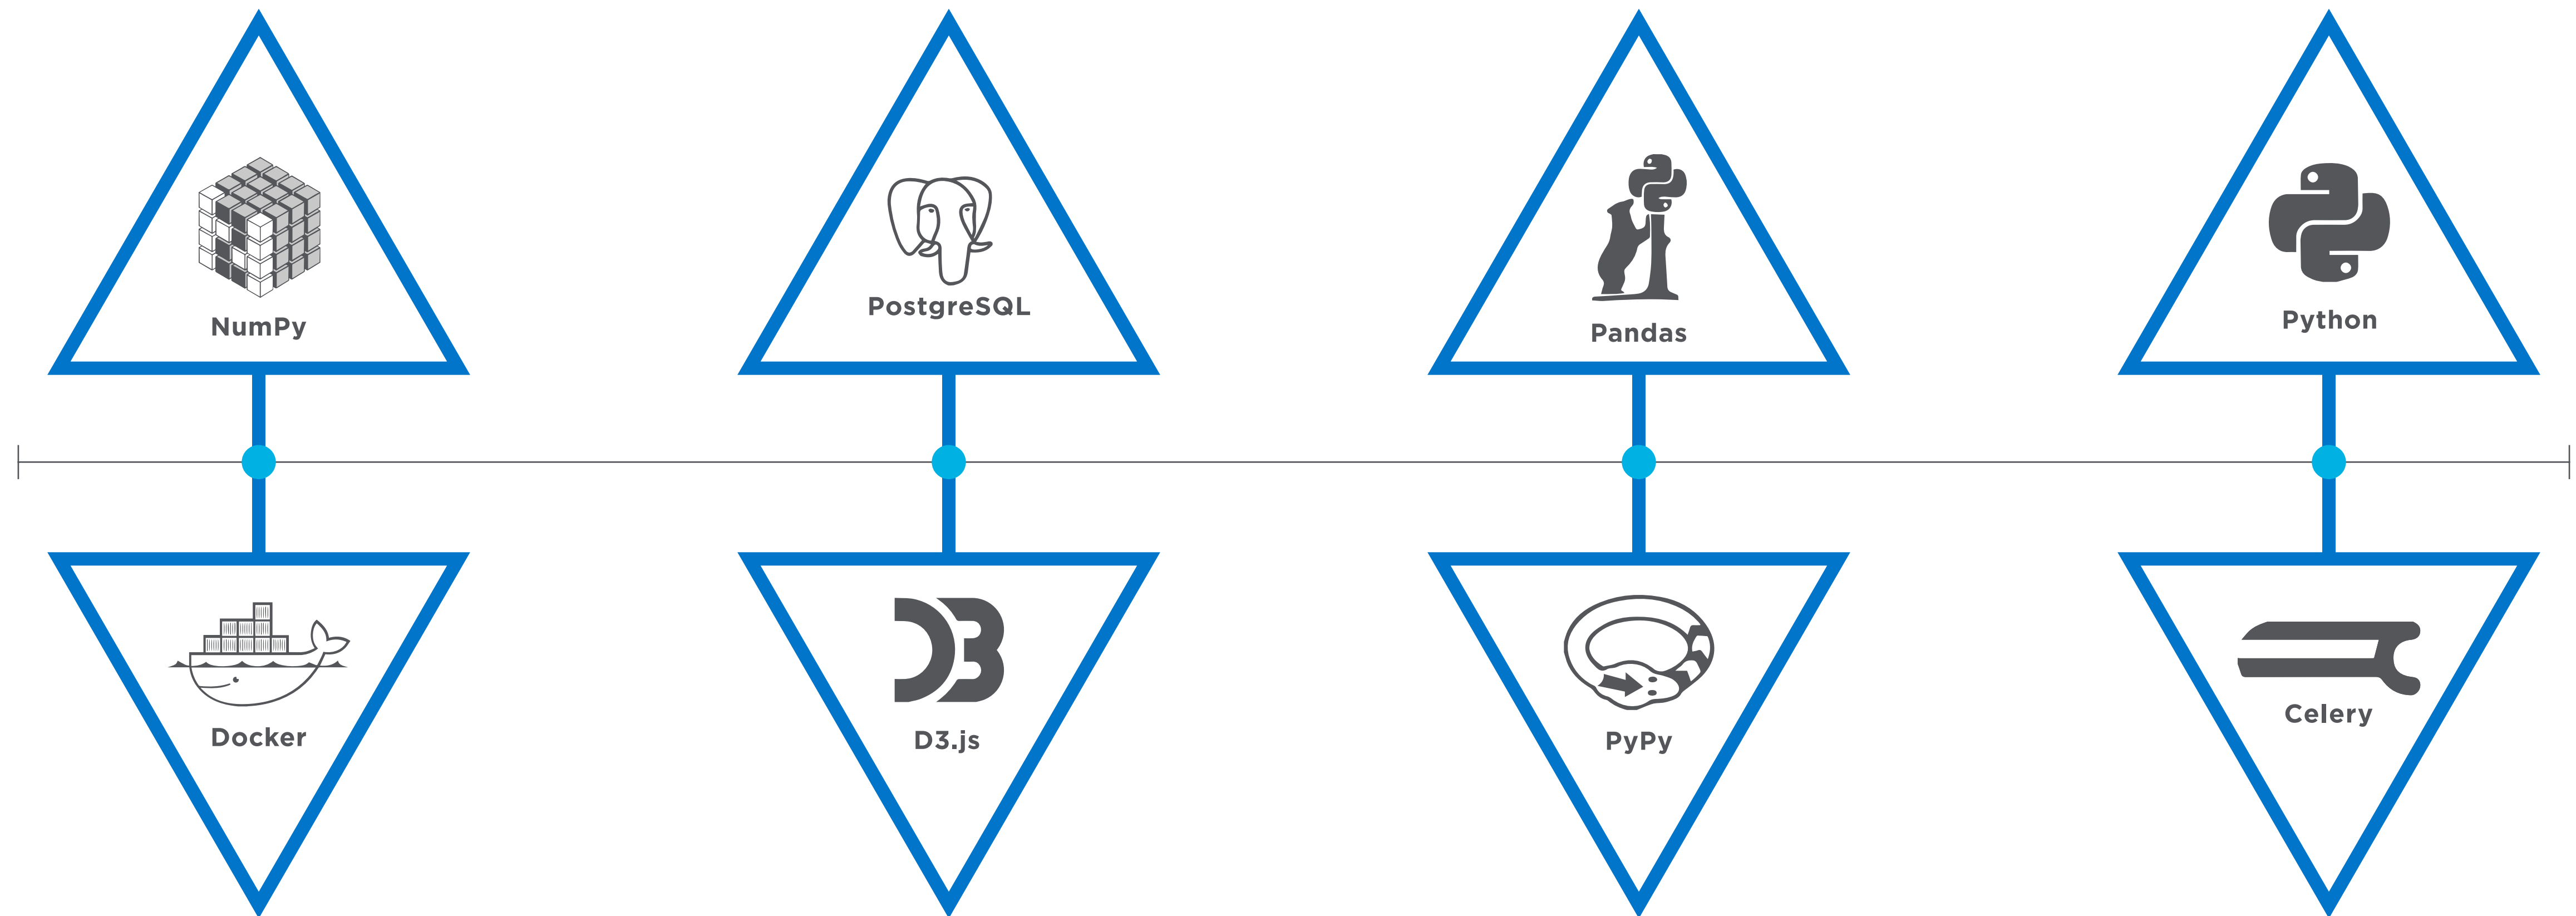 NumPy
PostgreSQL
Pandas
Python
Docker
D3.js
PyPy
Celery